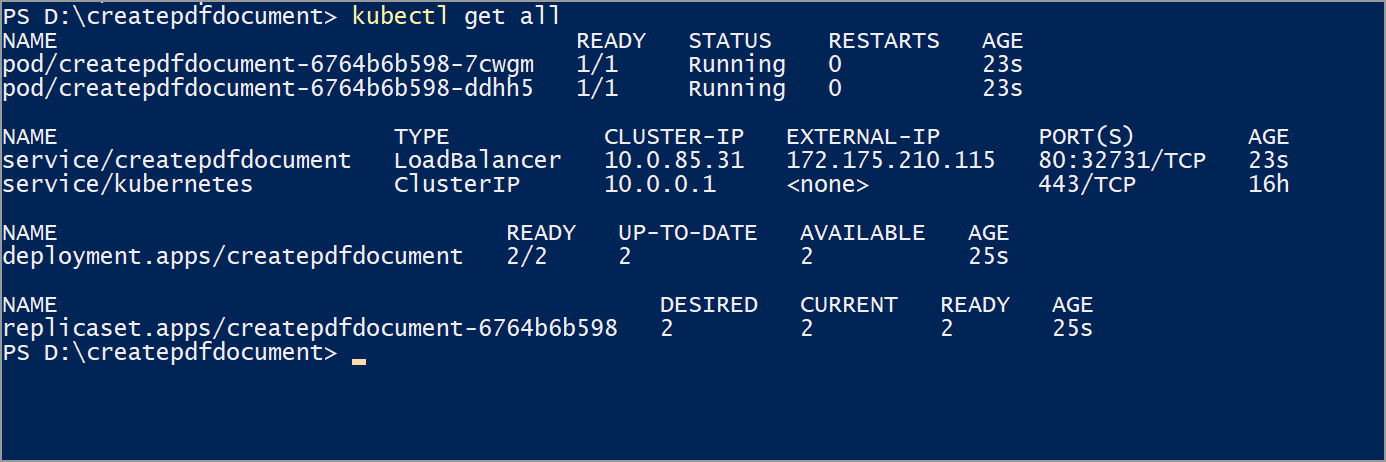 PS D:\createpdfdocument> kubectl get all
NAME                                     READY   STATUS    RESTARTS   AGE
pod/createpdfdocument-6764b6b598-7cwgm   1/1     Running   0          23s
pod/createpdfdocument-6764b6b598-ddhh5   1/1     Running   0          23s
NAME                        TYPE           CLUSTER-IP   EXTERNAL-IP       PORT(S)        AGE
service/createpdfdocument   LoadBalancer   10.0.85.31   172.175.210.115   80:32731/TCP   23s
service/kubernetes          ClusterIP      10.0.0.1     <none>            443/TCP        16h
NAME                                READY   UP-TO-DATE   AVAILABLE   AGE
deployment.apps/createpdfdocument   2/2     2            2           25s
NAME                                           DESIRED   CURRENT   READY   AGE
replicaset.apps/createpdfdocument-6764b6b598   2         2         2       25s
PS D:\createpdfdocument>